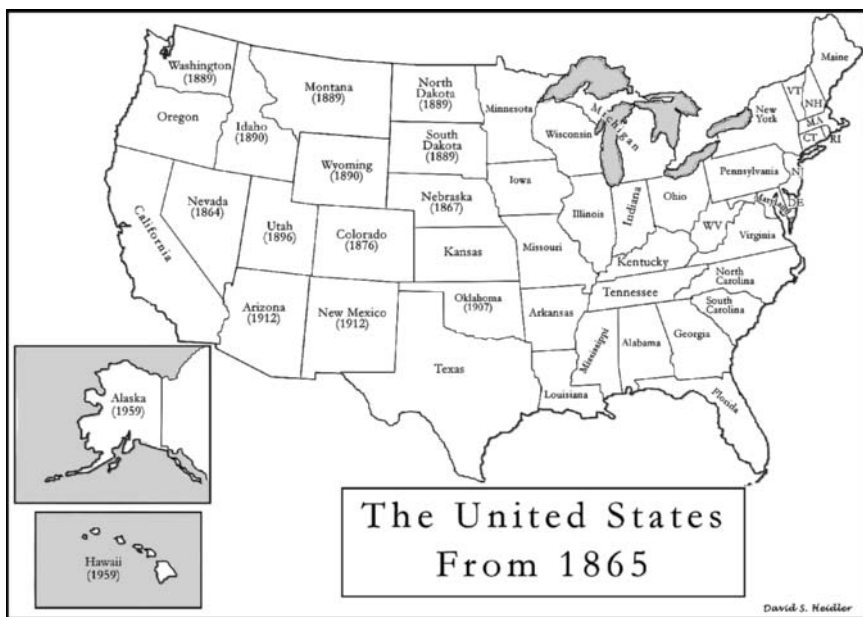 Washington
(1889)
Oregon
Idaho
(1890)
Montana
(1889)
North
Dakota
(1889)
South
Dakota
(1889)
Wyoming
(1890)
Nebraska
(1867)
Nevada
(1864)
Utah
(1896)
Colorado
(1876)
California
Arizona
(1912)
New Mexico
(1912)
Kansas
Oklahoma
(1907)
Texas
Minnesota
Wisconsin
Michigan
Iowa
Illinois
Indiana
Ohio
Missouri
Kentucky
Tennessee
Arkansas
Mississippi
Alabama
Georgia
Louisiana
Florida
Maine
VT
NH
MA
CT
RI
New
York
Pennsylvania
NJ
Maryland
DE
WV
Virginia
North
Carolina
South
Carolina
Alaska
(1959)
Hawaii
(1959)
The United States
From 1865
David S. Heidler